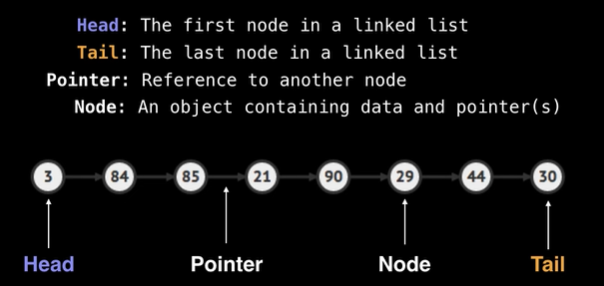 Head: The first node in a linked list
Tail: The last node in a linked list
Pointer: Reference to another node
Node: An object containing data and pointer(s)
3 84 85 21 90 29 44 30
Head Pointer Node Tail